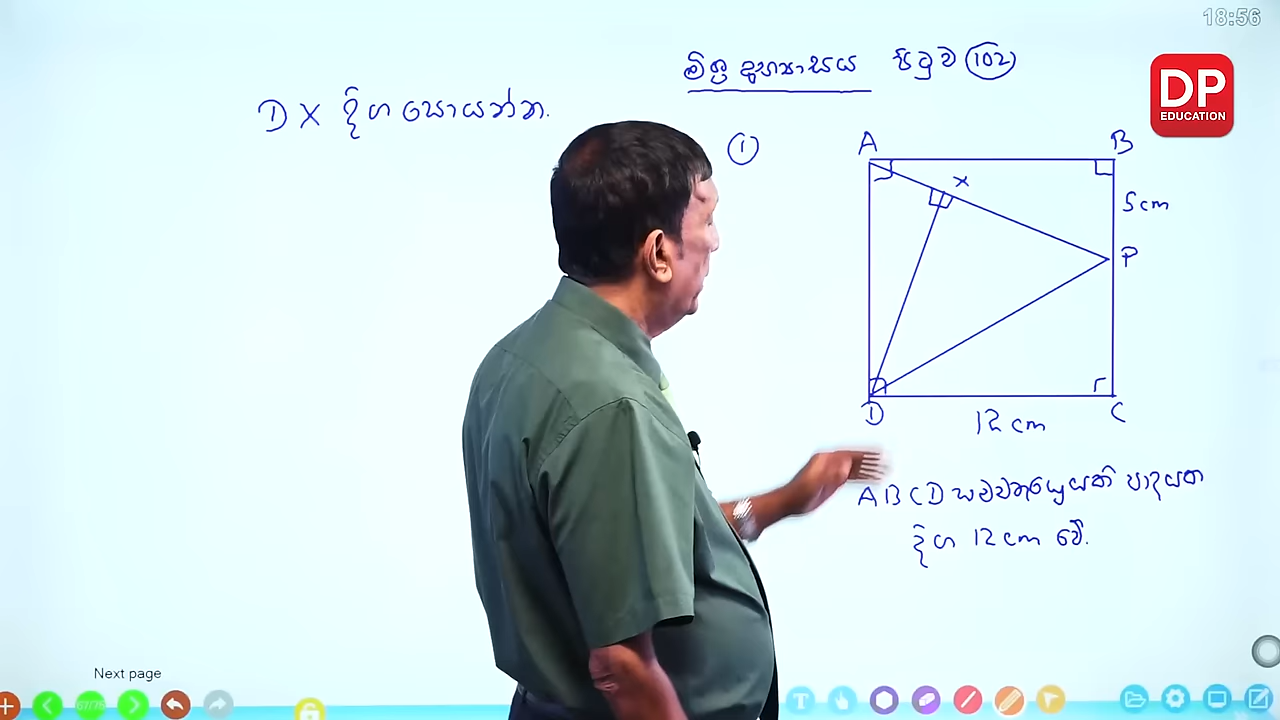 18:56
මිශ්‍ර අභ්‍යාසය පිටුව 102
DP
EDUCATION
DX දිග සොයන්න.
1
A
B
x
5cm
P
D
C
12 cm
ABCD සමචතුරස්‍රයෙහි පාදයක
දිග 12 cm වේ.
Next page